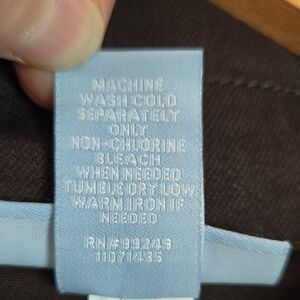 MACHINE
WASH COLD
SEPARATELY
ONLY
NON-CHLORINE
BLEACH
WHEN NEEDED
TUMBLE DRY LOW
WARM IRON IF
NEEDED
RN# 93249
11071435